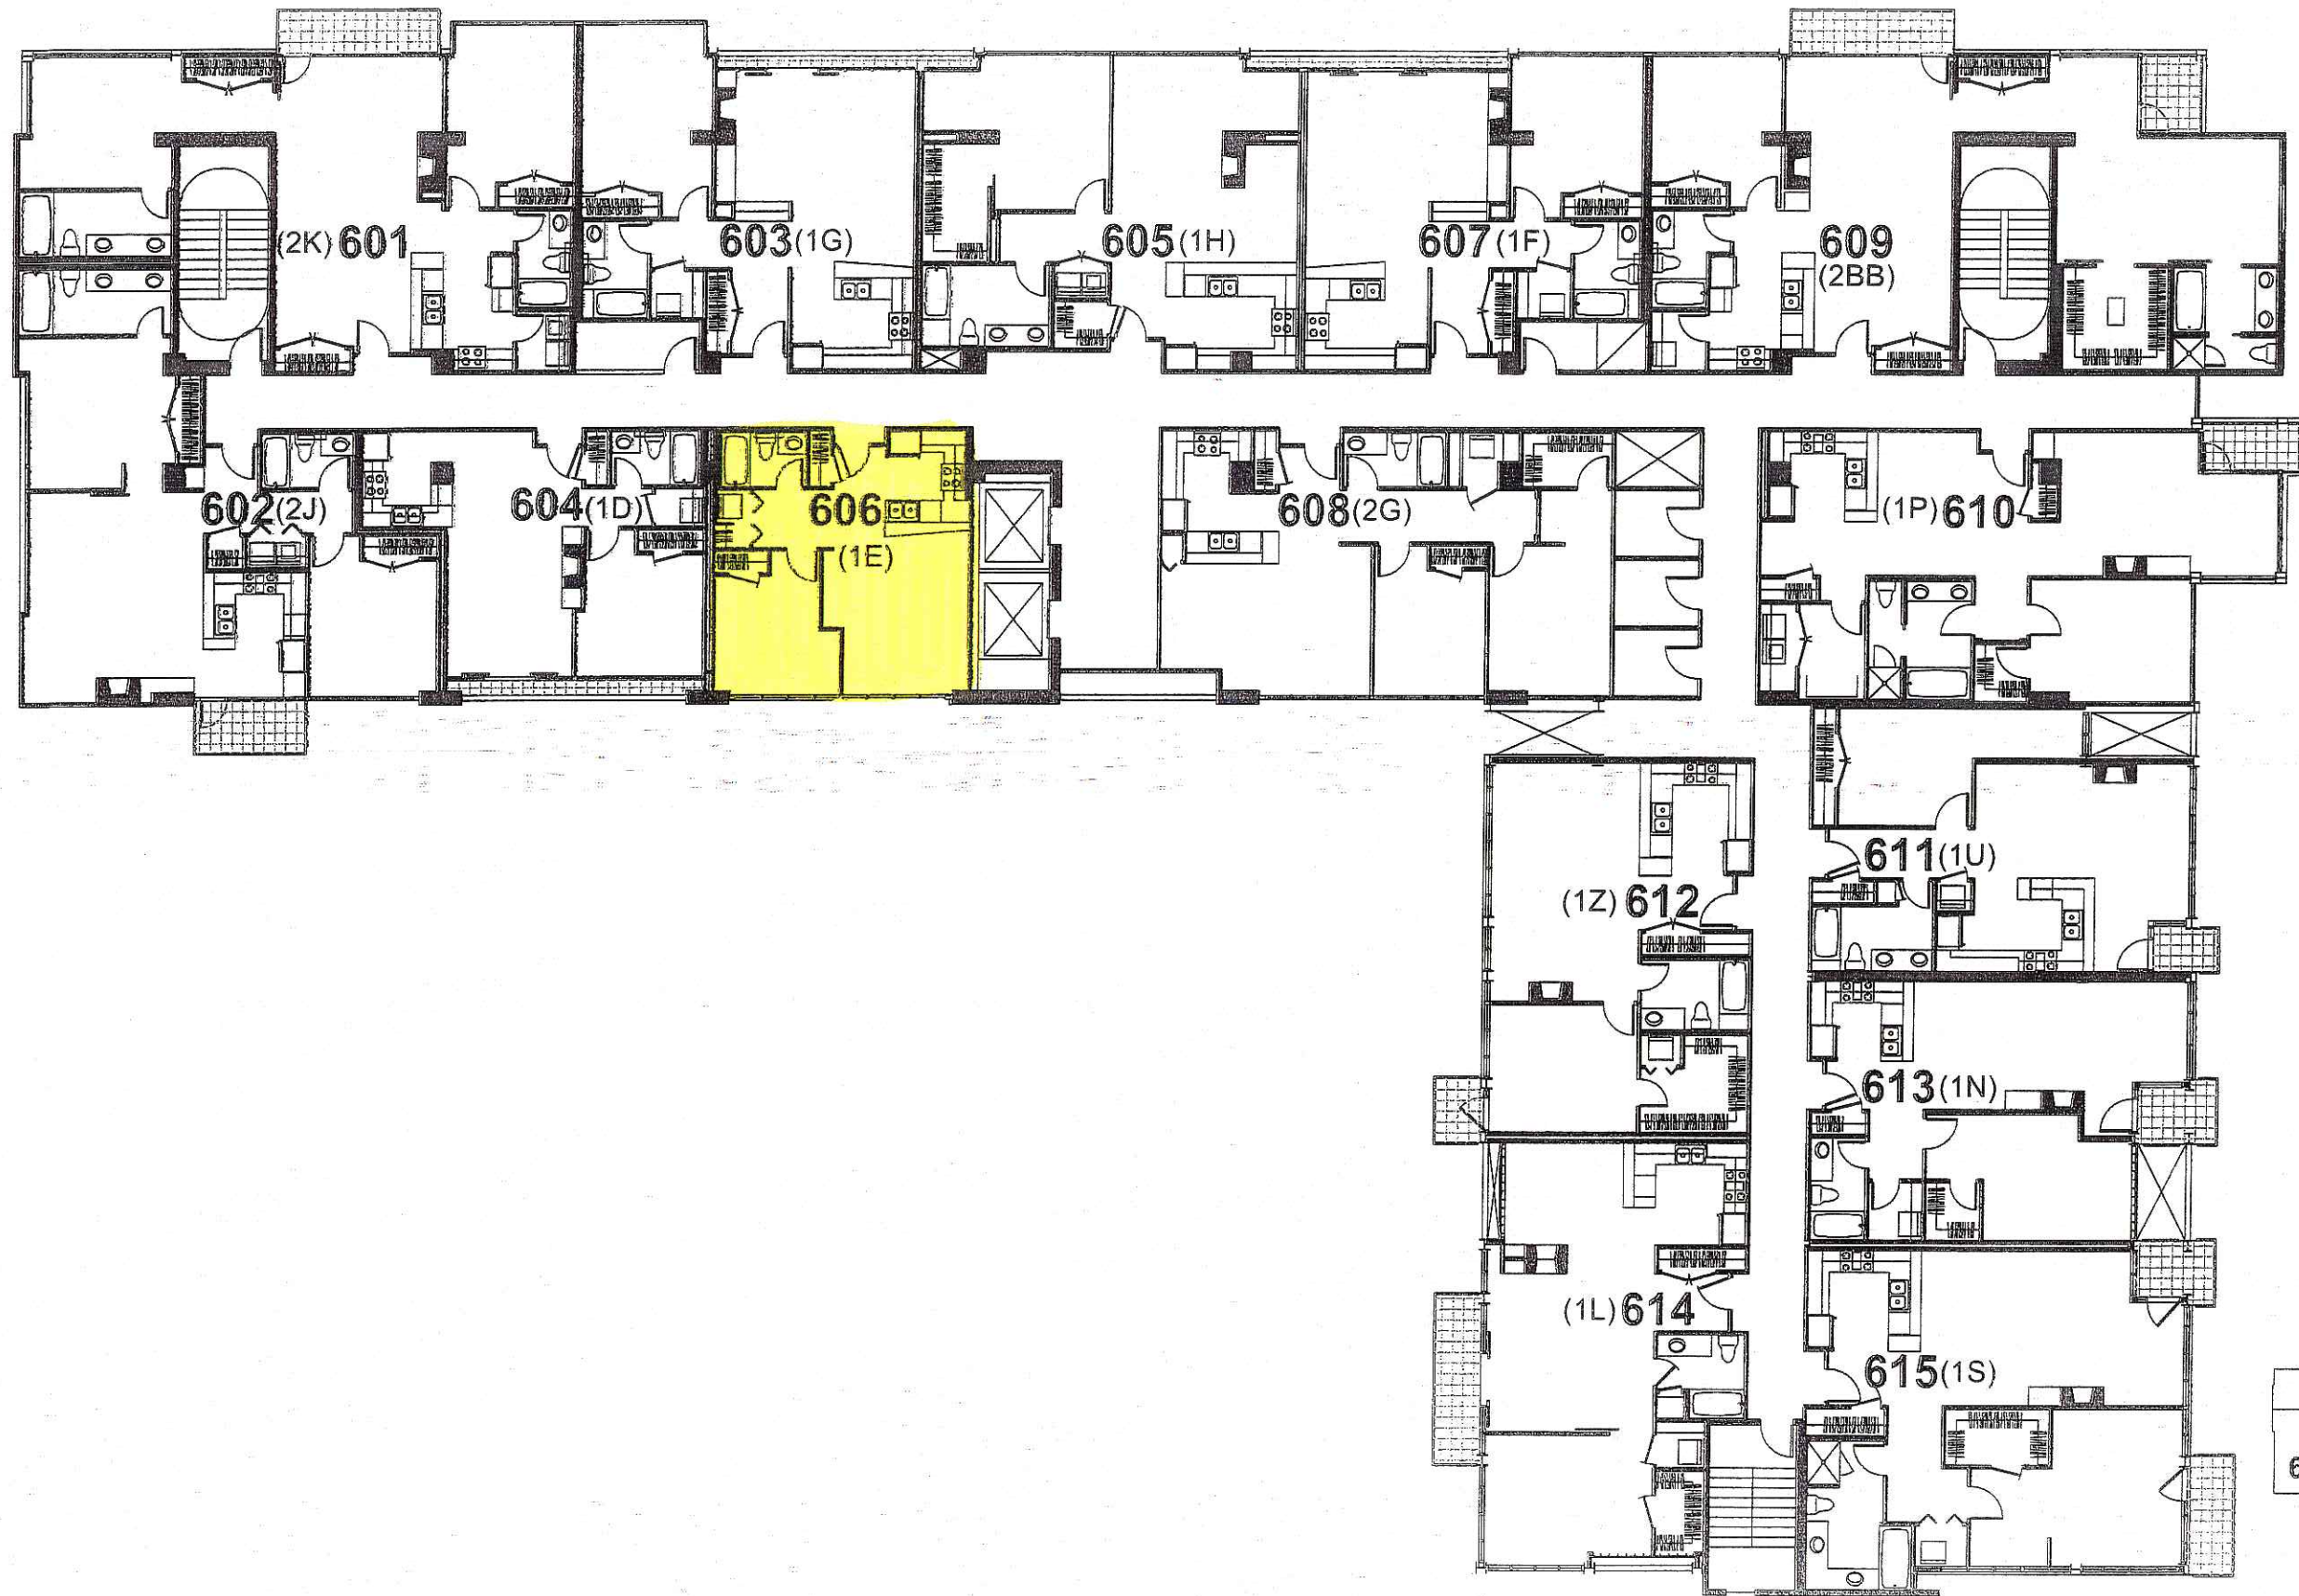 (2K) 601
603 (1G)
605 (1H)
607 (1F)
609
(2BB)
602 (2J)
604 (1D)
606
(1E)
608 (2G)
(1P) 610
611 (1U)
(1Z) 612
613 (1N)
(1L) 614
615 (1S)
6